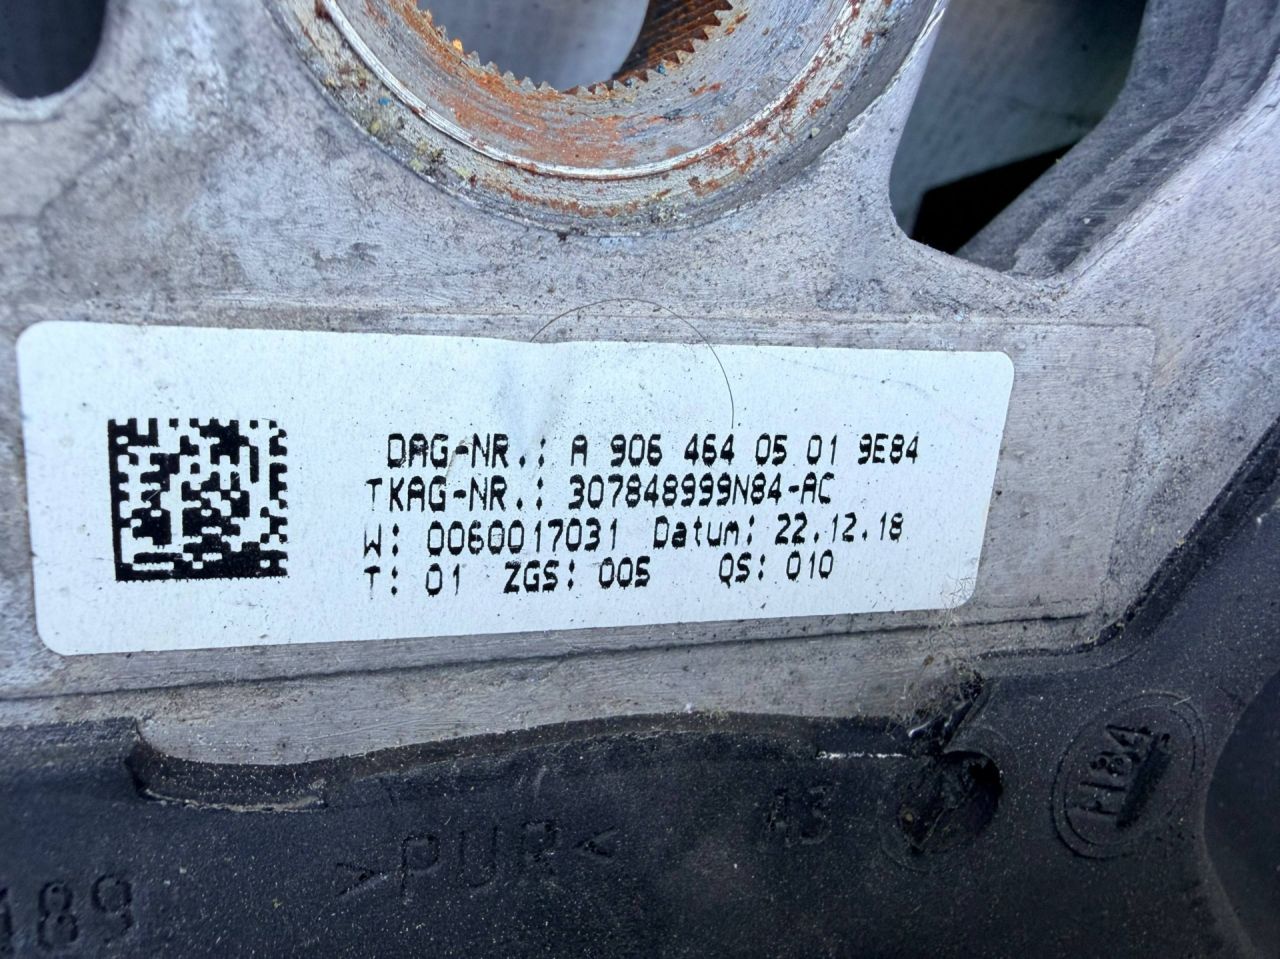 DAG-NR.: A 906 464 05 01 9E84
TKAG-NR.: 307848999N84-AC
W: 0060017031 Datum: 22.12.18
T: 01 ZGS: 005 QS: 010
>PUR<
189